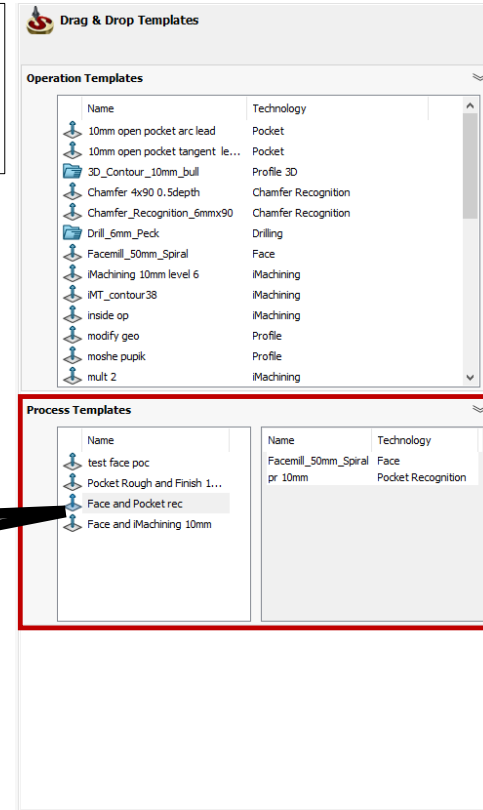 Drag & Drop Templates
Operation Templates
Name Technology
10mm open pocket arc lead Pocket
10mm open pocket tangent le... Pocket
3D_Contour_10mm_bull Profile 3D
Chamfer 4x90 0.5depth Chamfer Recognition
Chamfer_Recognition_6mmx90 Chamfer Recognition
Drill_6mm_Peck Drilling
Facemill_50mm_Spiral Face
iMachining 10mm level 6 iMachining
iMT_contour38 iMachining
inside op iMachining
modify geo Profile
moshe pupik Profile
mult 2 iMachining
Process Templates
Name
test face poc
Pocket Rough and Finish 1...
Face and Pocket rec
Face and iMachining 10mm
Name Technology
Facemill_50mm_Spiral Face
pr 10mm Pocket Recognition